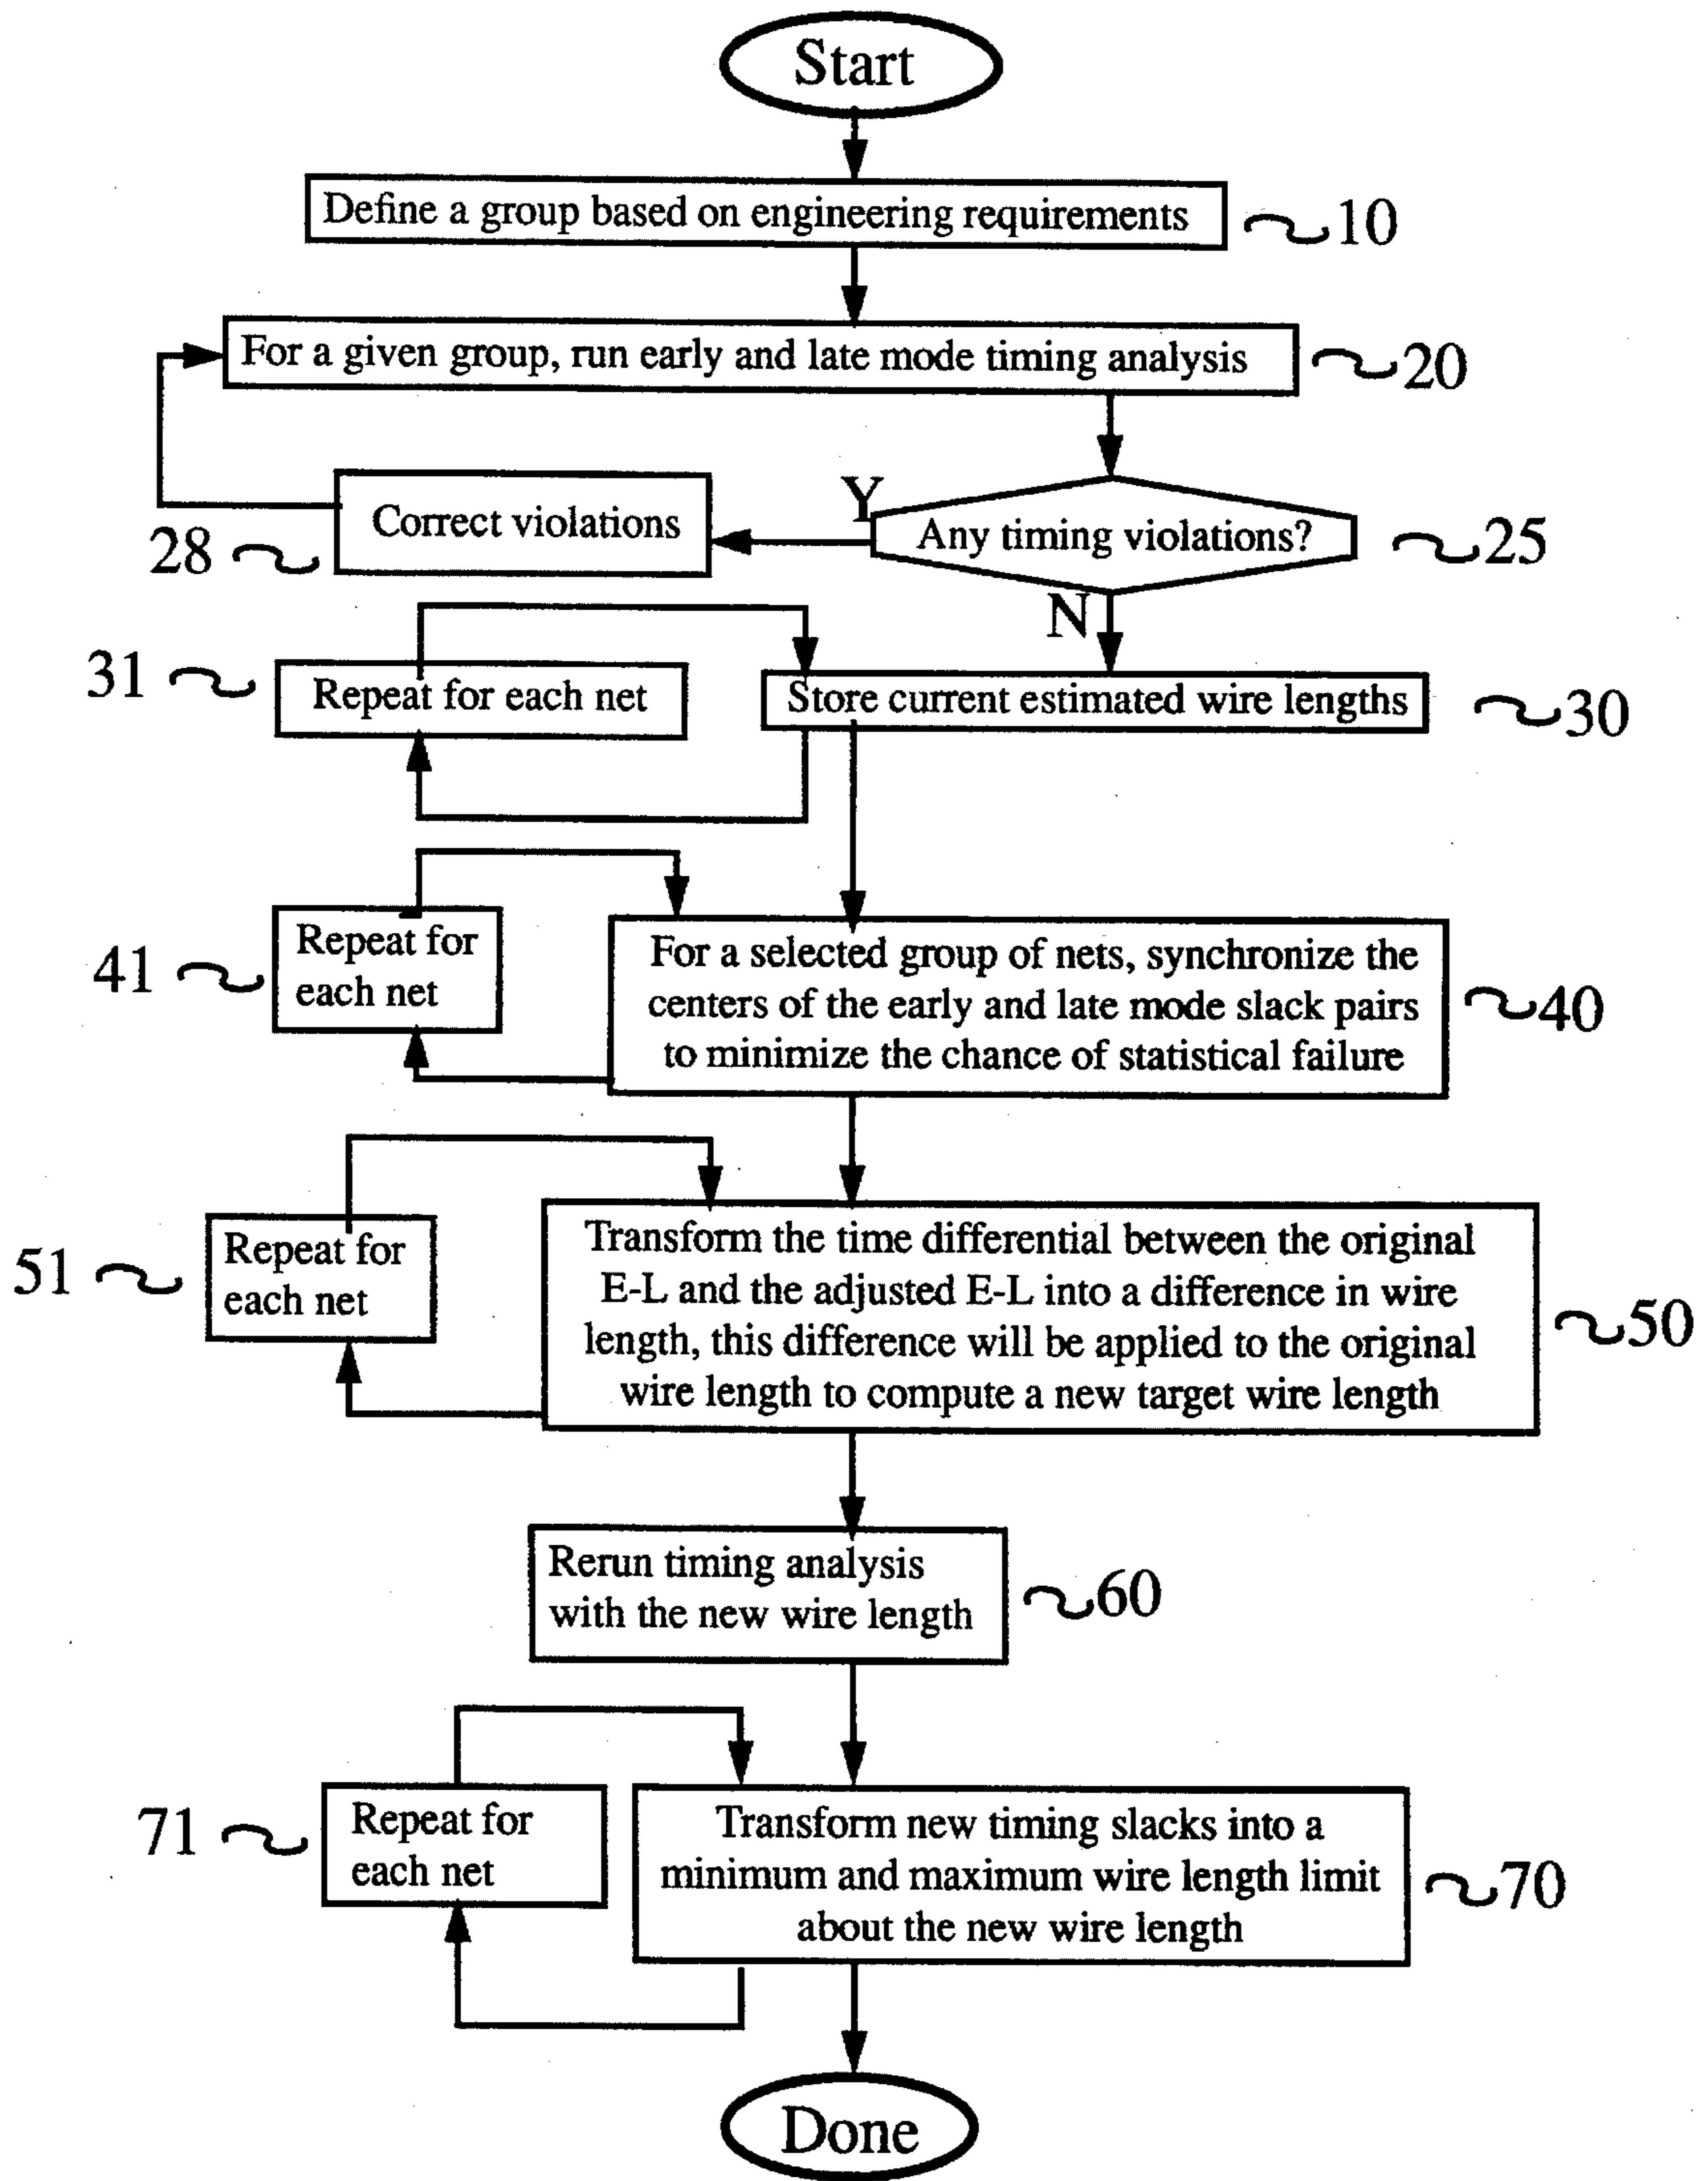 Start
Define a group based on engineering requirements
10
For a given group, run early and late mode timing analysis
20
Y
Correct violations
Any timing violations?
25
28
N
31
Repeat for each net
Store current estimated wire lengths
30
41
Repeat for
each net
For a selected group of nets, synchronize the
centers of the early and late mode slack pairs
to minimize the chance of statistical failure
40
51
Repeat for
each net
Transform the time differential between the original
E-L and the adjusted E-L into a difference in wire
length, this difference will be applied to the original
wire length to compute a new target wire length
50
Rerun timing analysis
with the new wire length
60
71
Repeat for
each net
Transform new timing slacks into a
minimum and maximum wire length limit
about the new wire length
70
Done